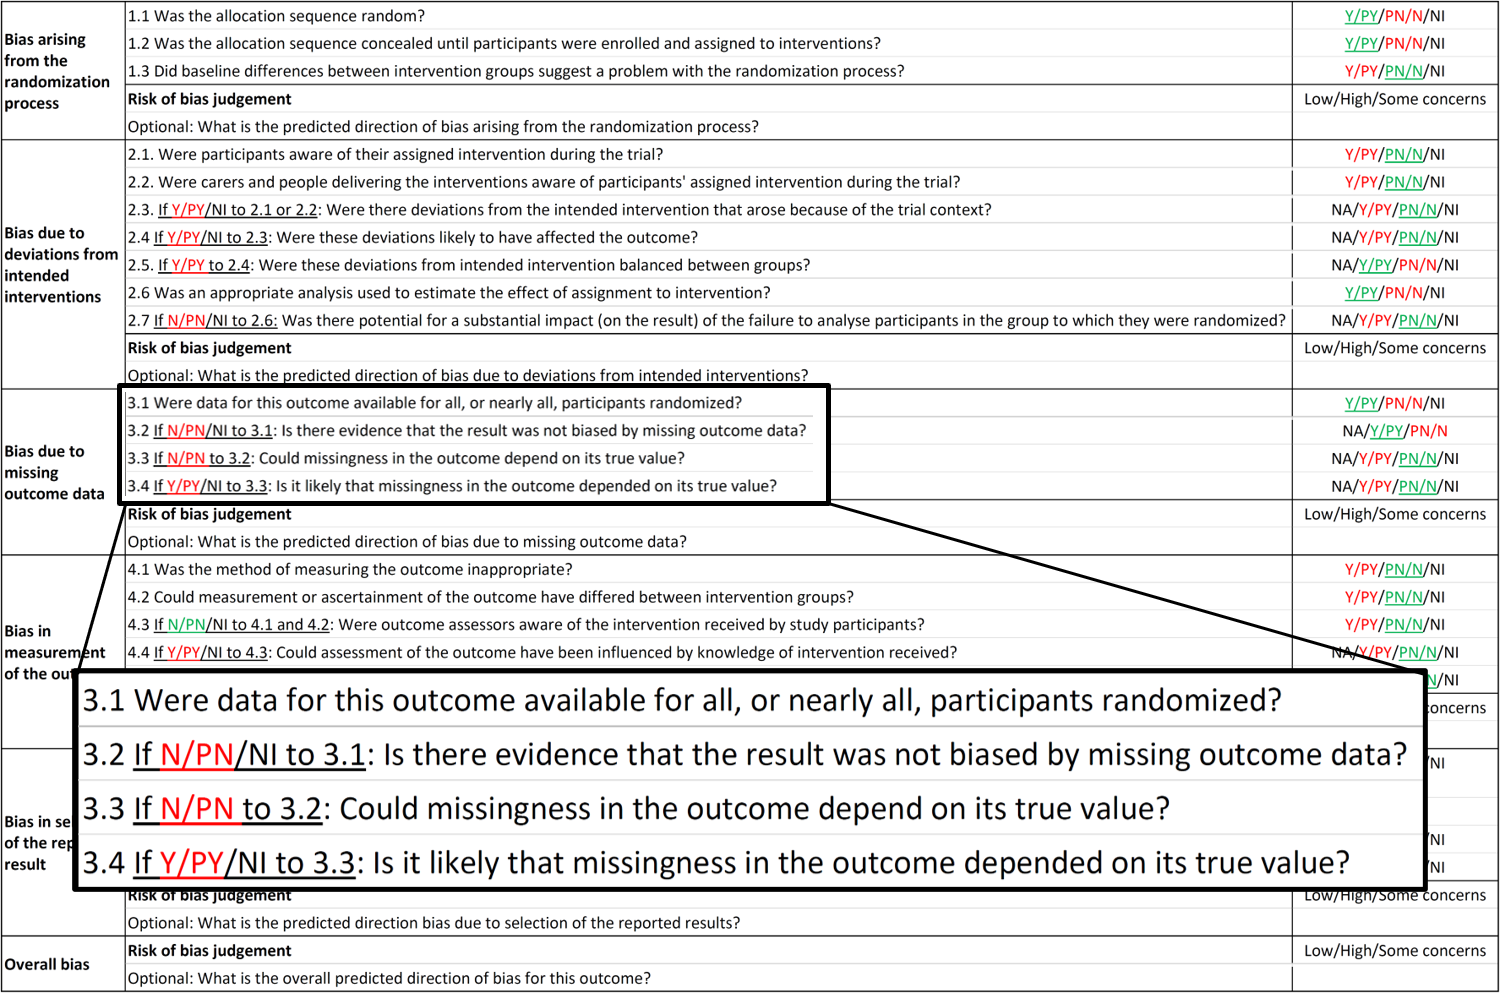 Bias arising
from the
randomization
process
1.1 Was the allocation sequence random? Y/PY/PN/N/NI
1.2 Was the allocation sequence concealed until participants were enrolled and assigned to interventions? Y/PY/PN/N/NI
1.3 Did baseline differences between intervention groups suggest a problem with the randomization process? Y/PY/PN/N/NI
Risk of bias judgement Low/High/Some concerns
Optional: What is the predicted direction of bias arising from the randomization process?
Bias due to
deviations from
intended
interventions
2.1. Were participants aware of their assigned intervention during the trial? Y/PY/PN/N/NI
2.2. Were carers and people delivering the interventions aware of participants' assigned intervention during the trial? Y/PY/PN/N/NI
2.3. If Y/PY/NI to 2.1 or 2.2: Were there deviations from the intended intervention that arose because of the trial context? NA/Y/PY/PN/N/NI
2.4 If Y/PY/NI to 2.3: Were these deviations likely to have affected the outcome? NA/Y/PY/PN/N/NI
2.5. If Y/PY to 2.4: Were these deviations from intended intervention balanced between groups? NA/Y/PY/PN/N/NI
2.6 Was an appropriate analysis used to estimate the effect of assignment to intervention? Y/PY/PN/N/NI
2.7 If N/PN/NI to 2.6: Was there potential for a substantial impact (on the result) of the failure to analyse participants in the group to which they were randomized? NA/Y/PY/PN/N/NI
Risk of bias judgement Low/High/Some concerns
Optional: What is the predicted direction of bias due to deviations from intended interventions?
Bias due to
missing
outcome data
3.1 Were data for this outcome available for all, or nearly all, participants randomized? Y/PY/PN/N/NI
3.2 If N/PN/NI to 3.1: Is there evidence that the result was not biased by missing outcome data? NA/Y/PY/PN/N
3.3 If N/PN to 3.2: Could missingness in the outcome depend on its true value? NA/Y/PY/PN/N/NI
3.4 If Y/PY/NI to 3.3: Is it likely that missingness in the outcome depended on its true value? NA/Y/PY/PN/N/NI
Risk of bias judgement Low/High/Some concerns
Optional: What is the predicted direction of bias due to missing outcome data?
Bias in
measurement
of the ou
4.1 Was the method of measuring the outcome inappropriate? Y/PY/PN/N/NI
4.2 Could measurement or ascertainment of the outcome have differed between intervention groups? Y/PY/PN/N/NI
4.3 If N/PN/NI to 4.1 and 4.2: Were outcome assessors aware of the intervention received by study participants? Y/PY/PN/N/NI
4.4 If Y/PY/NI to 4.3: Could assessment of the outcome have been influenced by knowledge of intervention received? NA/Y/PY/PN/N/NI
N/NI
concerns
3.1 Were data for this outcome available for all, or nearly all, participants randomized?
3.2 If N/PN/NI to 3.1: Is there evidence that the result was not biased by missing outcome data?
3.3 If N/PN to 3.2: Could missingness in the outcome depend on its true value?
3.4 If Y/PY/NI to 3.3: Is it likely that missingness in the outcome depended on its true value?
/NI
Bias in se
of the rep
result
/NI
/NI
Risk of bias judgement Low/High/Some concerns
Optional: What is the predicted direction bias due to selection of the reported results?
Overall bias
Risk of bias judgement Low/High/Some concerns
Optional: What is the overall predicted direction of bias for this outcome?